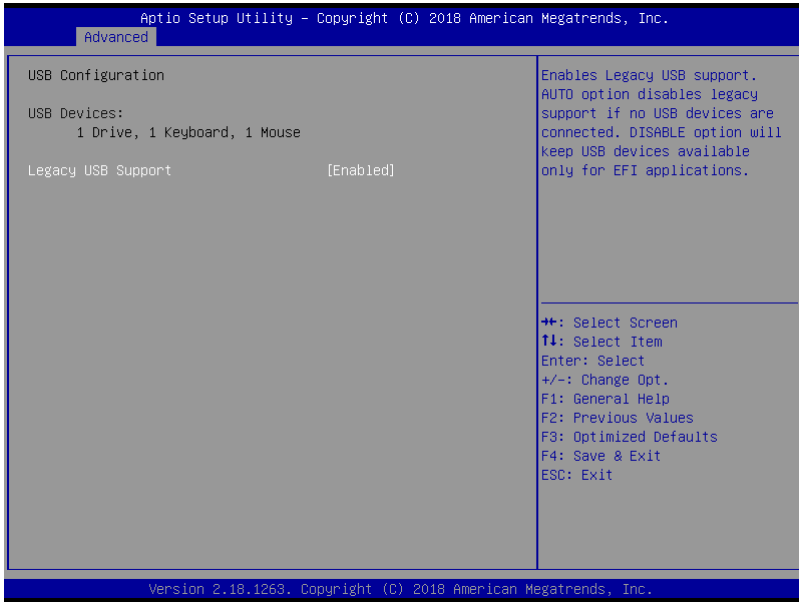 Aptio Setup Utility – Copyright (C) 2018 American Megatrends, Inc.
Advanced
USB Configuration
USB Devices:
1 Drive, 1 Keyboard, 1 Mouse
Legacy USB Support [Enabled]
Enables Legacy USB support.
AUTO option disables legacy
support if no USB devices are
connected. DISABLE option will
keep USB devices available
only for EFI applications.
→←: Select Screen
↑↓: Select Item
Enter: Select
+/-: Change Opt.
F1: General Help
F2: Previous Values
F3: Optimized Defaults
F4: Save & Exit
ESC: Exit
Version 2.18.1263. Copyright (C) 2018 American Megatrends, Inc.